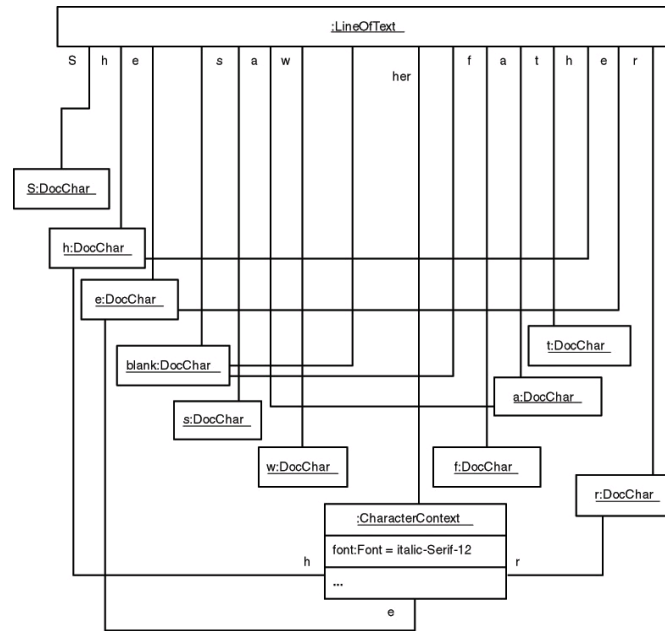 :LineOfText
S h e s a w f a t h e r
her
S:DocChar
h:DocChar
e:DocChar
t:DocChar
blank:DocChar
a:DocChar
s:DocChar
w:DocChar
f:DocChar
r:DocChar
:CharacterContext
font:Font = italic-Serif-12
h r
...
e